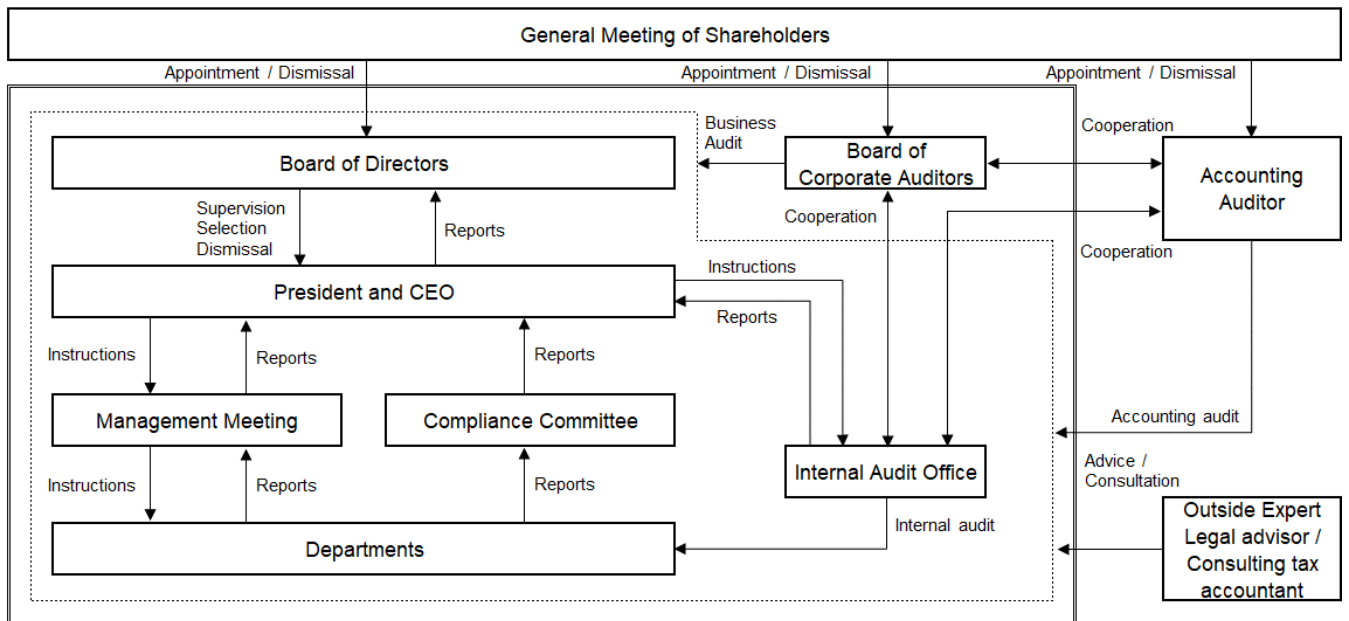 General Meeting of Shareholders
Appointment / Dismissal
Appointment / Dismissal
Appointment / Dismissal
Business
Audit
Cooperation
Board of Directors
Board of
Corporate Auditors
Accounting
Auditor
Supervision
Selection
Dismissal
Reports
Cooperation
Cooperation
Instructions
President and CEO
Reports
Instructions
Reports
Reports
Management Meeting
Compliance Committee
Accounting audit
Internal Audit Office
Advice /
Consultation
Instructions
Reports
Reports
Internal audit
Departments
Outside Expert
Legal advisor /
Consulting tax
accountant